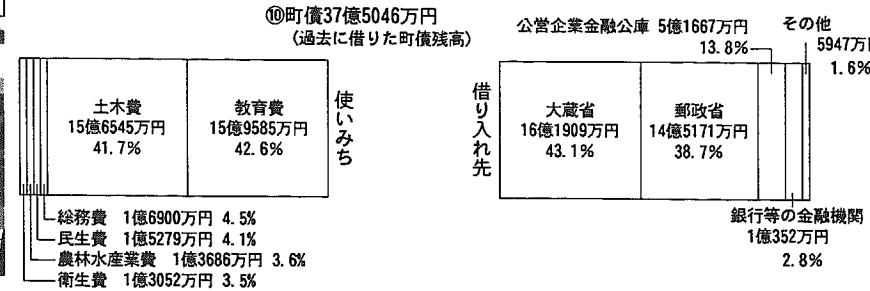 ⑩町債37億5046万円
(過去に借りた町債残高)
土木費
15億6545万円
41.7%
教育費
15億9585万円
42.6%
使いみち
総務費 1億6900万円 4.5%
民生費 1億5279万円 4.1%
農林水産業費 1億3686万円 3.6%
衛生費 1億3052万円 3.5%
借り入れ先
公営企業金融公庫 5億1667万円
13.8%
その他
5947万円
1.6%
大蔵省
16億1909万円
43.1%
郵政省
14億5171万円
38.7%
銀行等の金融機関
1億352万円
2.8%